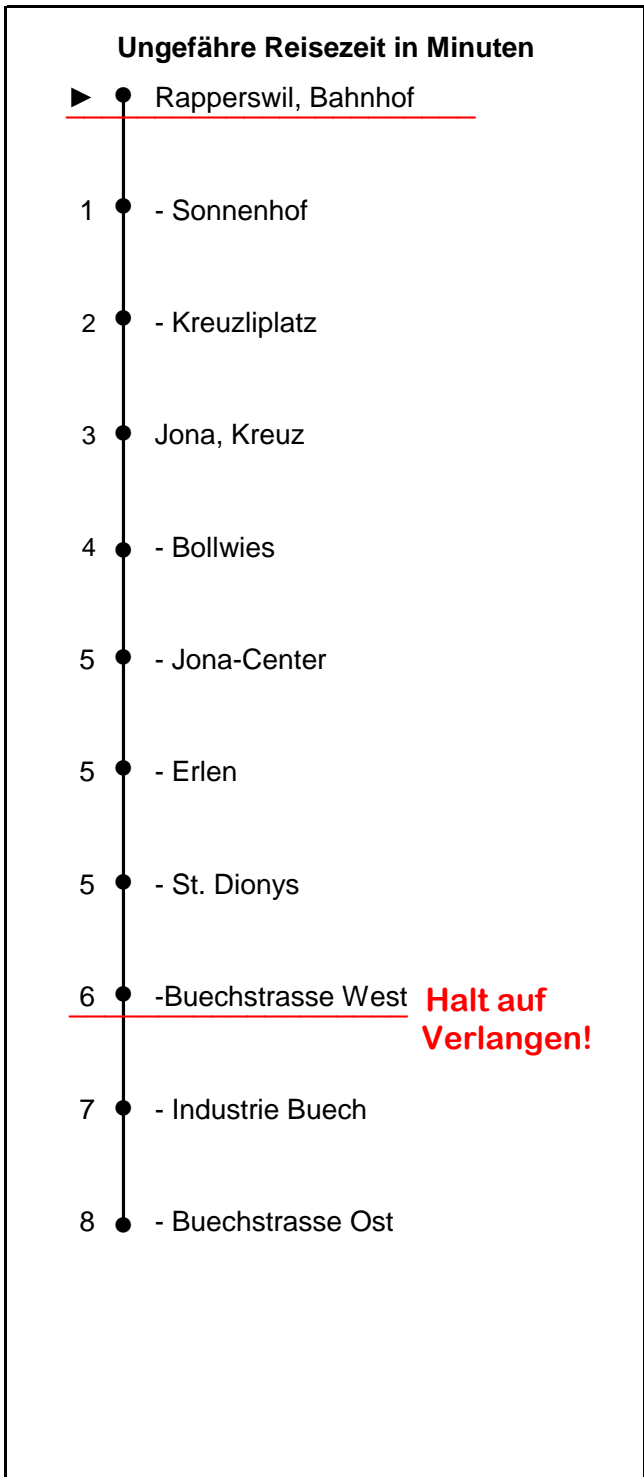 Ungefähre Reisezeit in Minuten
► Rapperswil, Bahnhof
1 - Sonnenhof
2 - Kreuzliplatz
3 Jona, Kreuz
4 - Bollwies
5 - Jona-Center
5 - Erlen
5 - St. Dionys
6 -Buechstrasse West Halt auf
Verlangen!
7 - Industrie Buech
8 - Buechstrasse Ost